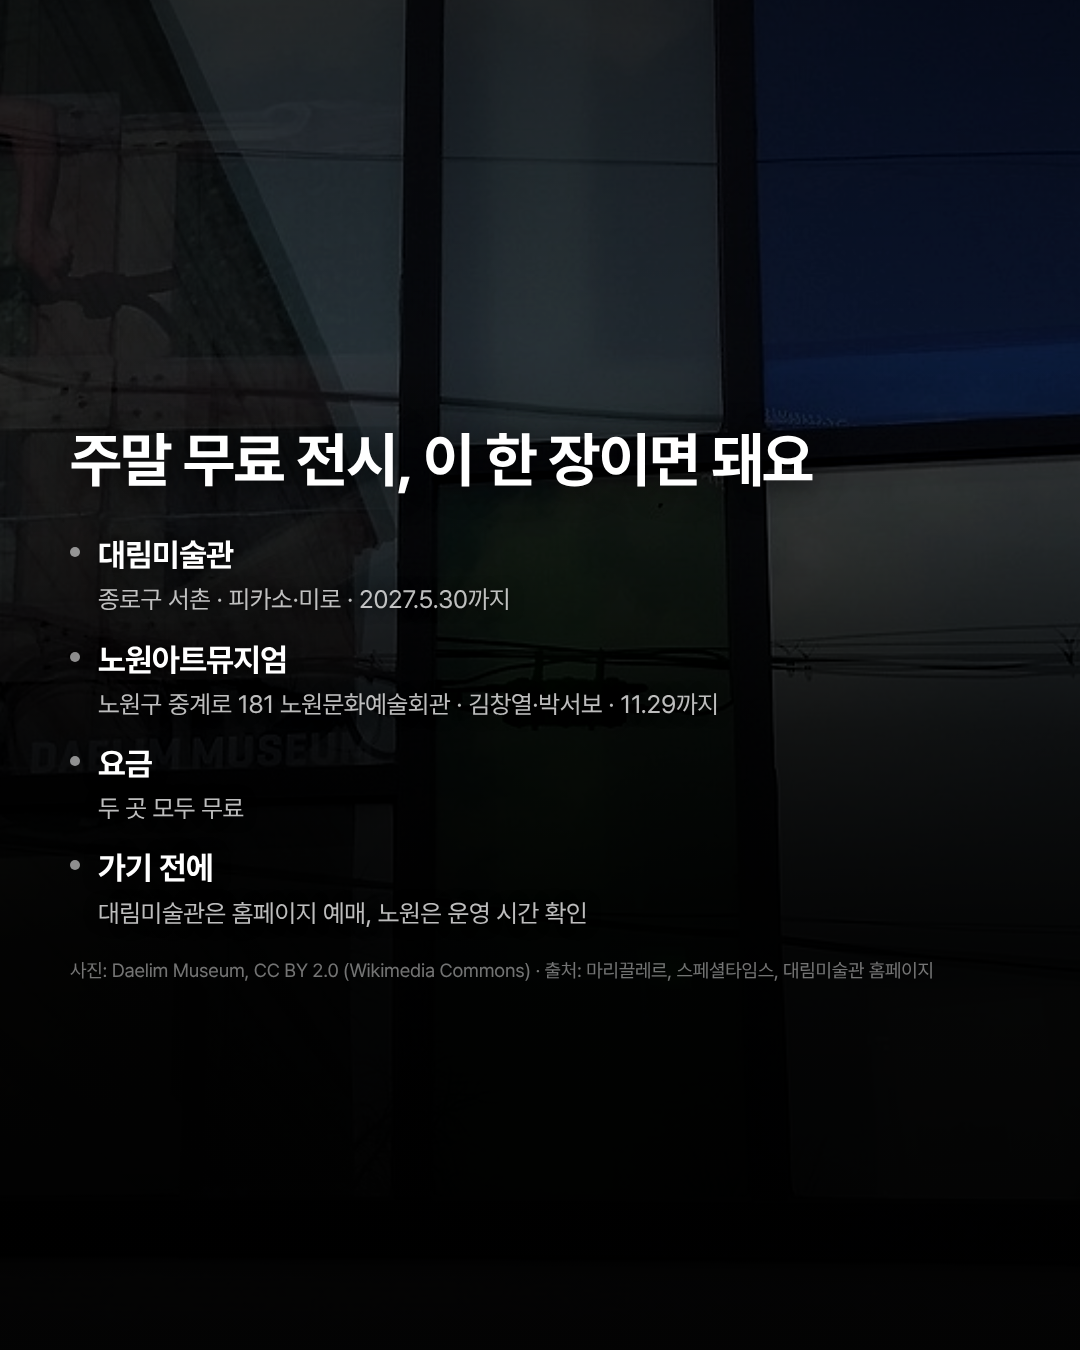 주말 무료 전시, 이 한 장이면 돼요
대림미술관
종로구 서촌 · 피카소·미로 · 2027.5.30까지
노원아트뮤지엄
노원구 중계로 181 노원문화예술회관 · 김창열·박서보 · 11.29까지
DAELIM MUSEUM
요금
두 곳 모두 무료
가기 전에
대림미술관은 홈페이지 예매, 노원은 운영 시간 확인
사진: Daelim Museum, CC BY 2.0 (Wikimedia Commons) · 출처: 마리끌레르, 스페셜타임스, 대림미술관 홈페이지